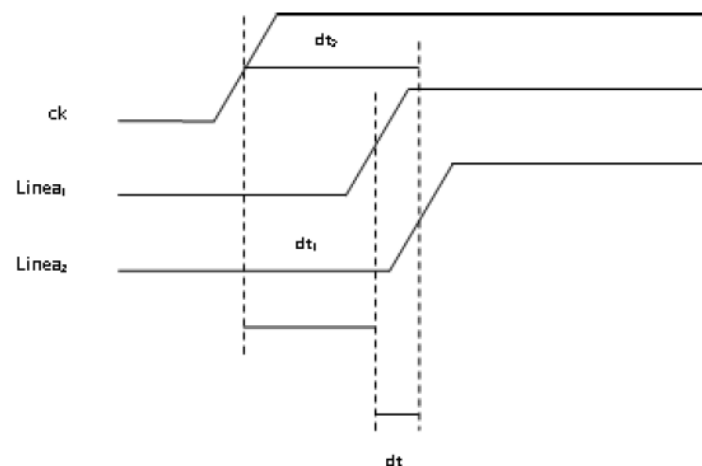 dt₂
ck
Linea₁
dt₁
Linea₂
dt